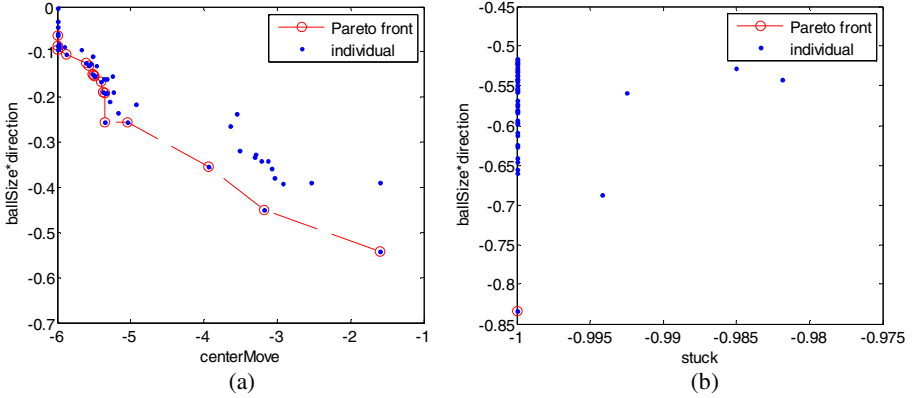 0
-0.1
-0.2
-0.3
-0.4
-0.5
-0.6
-0.7
ballSize*direction
-6 -5 -4 -3 -2 -1
centerMove
Pareto front
individual
(a)
-0.45
-0.5
-0.55
-0.6
-0.65
-0.7
-0.75
-0.8
-0.85
ballSize*direction
-1 -0.995 -0.99 -0.985 -0.98 -0.975
stuck
Pareto front
individual
(b)